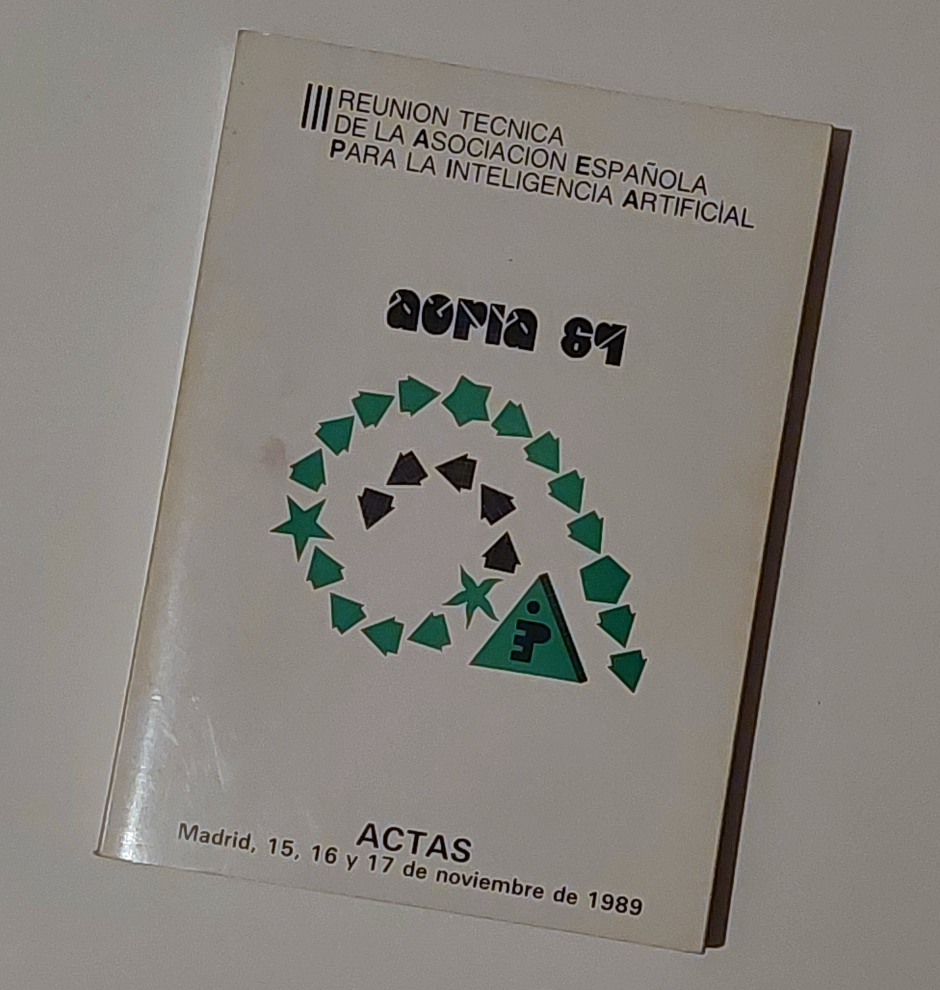 III REUNION TECNICA
DE LA ASOCIACION ESPAÑOLA
PARA LA INTELIGENCIA ARTIFICIAL
aepia 89
ACTAS
Madrid, 15, 16 y 17 de noviembre de 1989